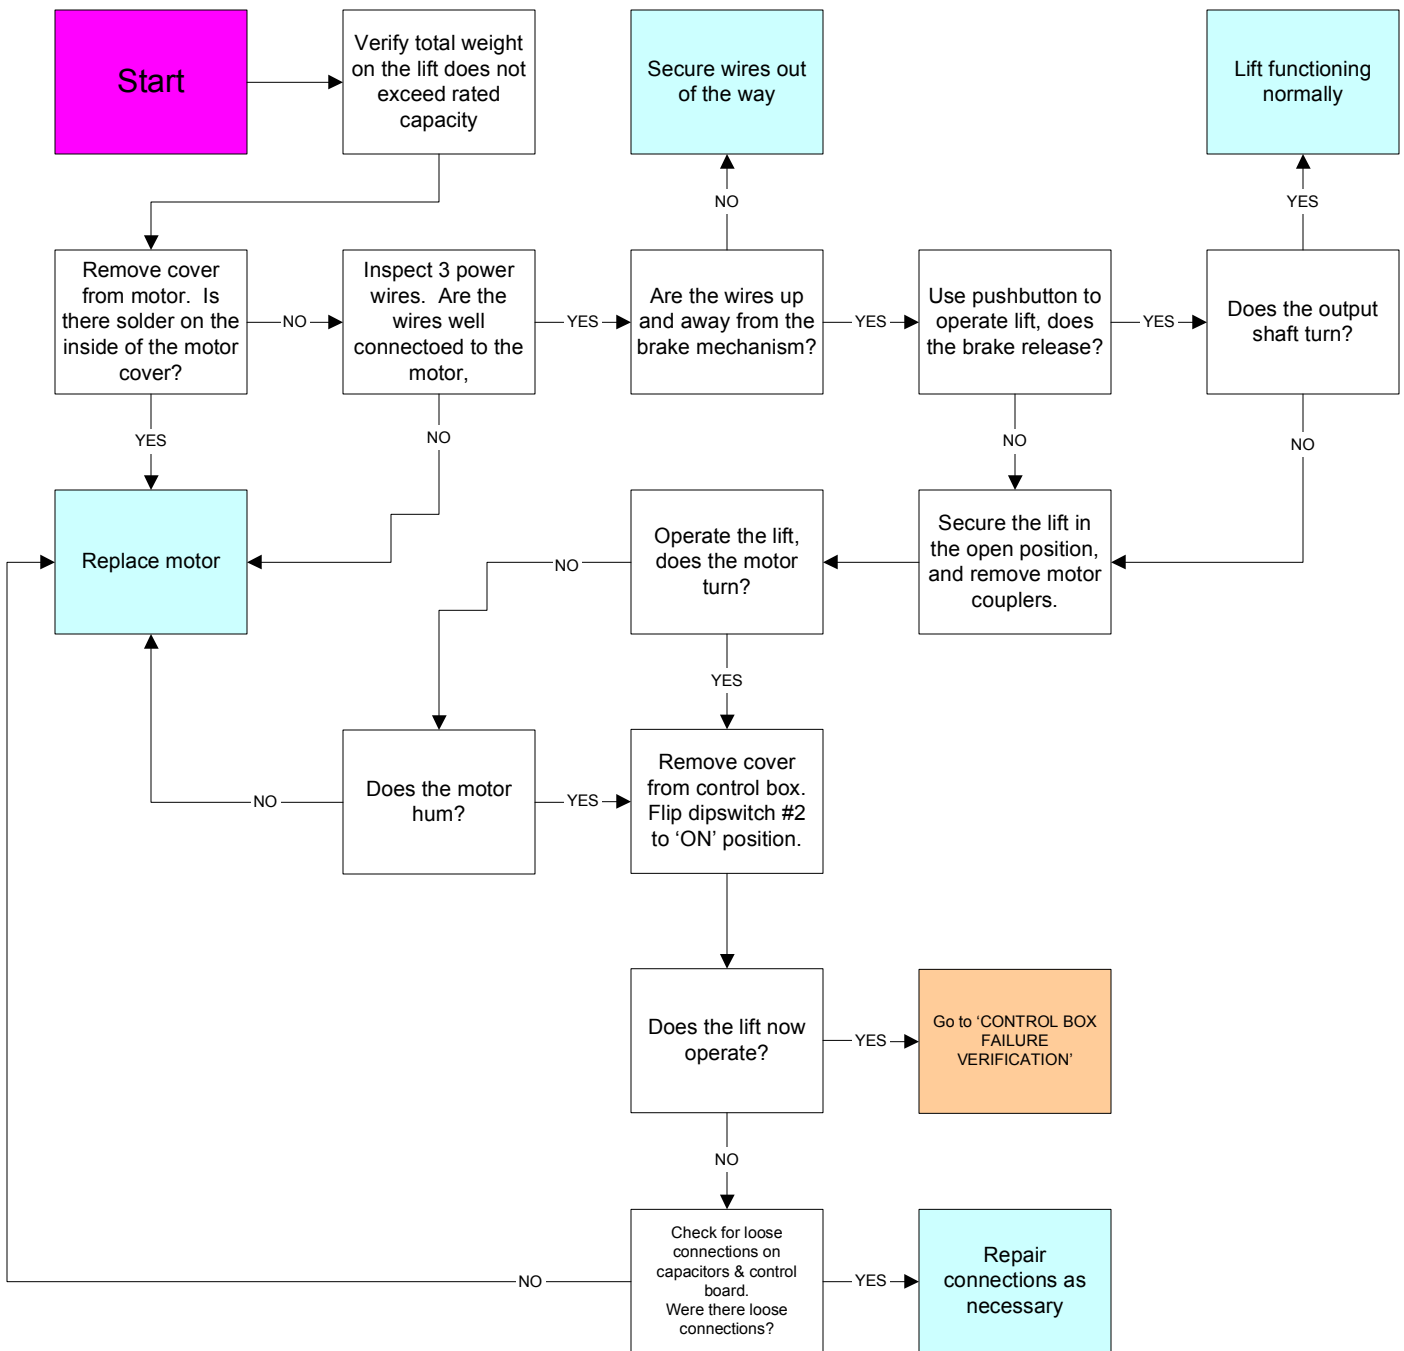 Start
Verify total weight
on the lift does not
exceed rated
capacity
Secure wires out
of the way
Lift functioning
normally
NO
YES
Remove cover
from motor.  Is
there solder on the
inside of the motor
cover?
NO
Inspect 3 power
wires.  Are the
wires well
connectoed to the
motor,
YES
Are the wires up
and away from the
brake mechanism?
YES
Use pushbutton to
operate lift, does
the brake release?
YES
Does the output
shaft turn?
YES
NO
NO
NO
Replace motor
Operate the lift,
does the motor
turn?
NO
Secure the lift in
the open position,
and remove motor
couplers.
YES
Does the motor
hum?
NO
YES
Remove cover
from control box.
Flip dipswitch #2
to ‘ON’ position.
Does the lift now
operate?
YES
Go to ‘CONTROL BOX
FAILURE
VERIFICATION’
NO
Check for loose
connections on
capacitors & control
board.
Were there loose
connections?
NO
YES
Repair
connections as
necessary